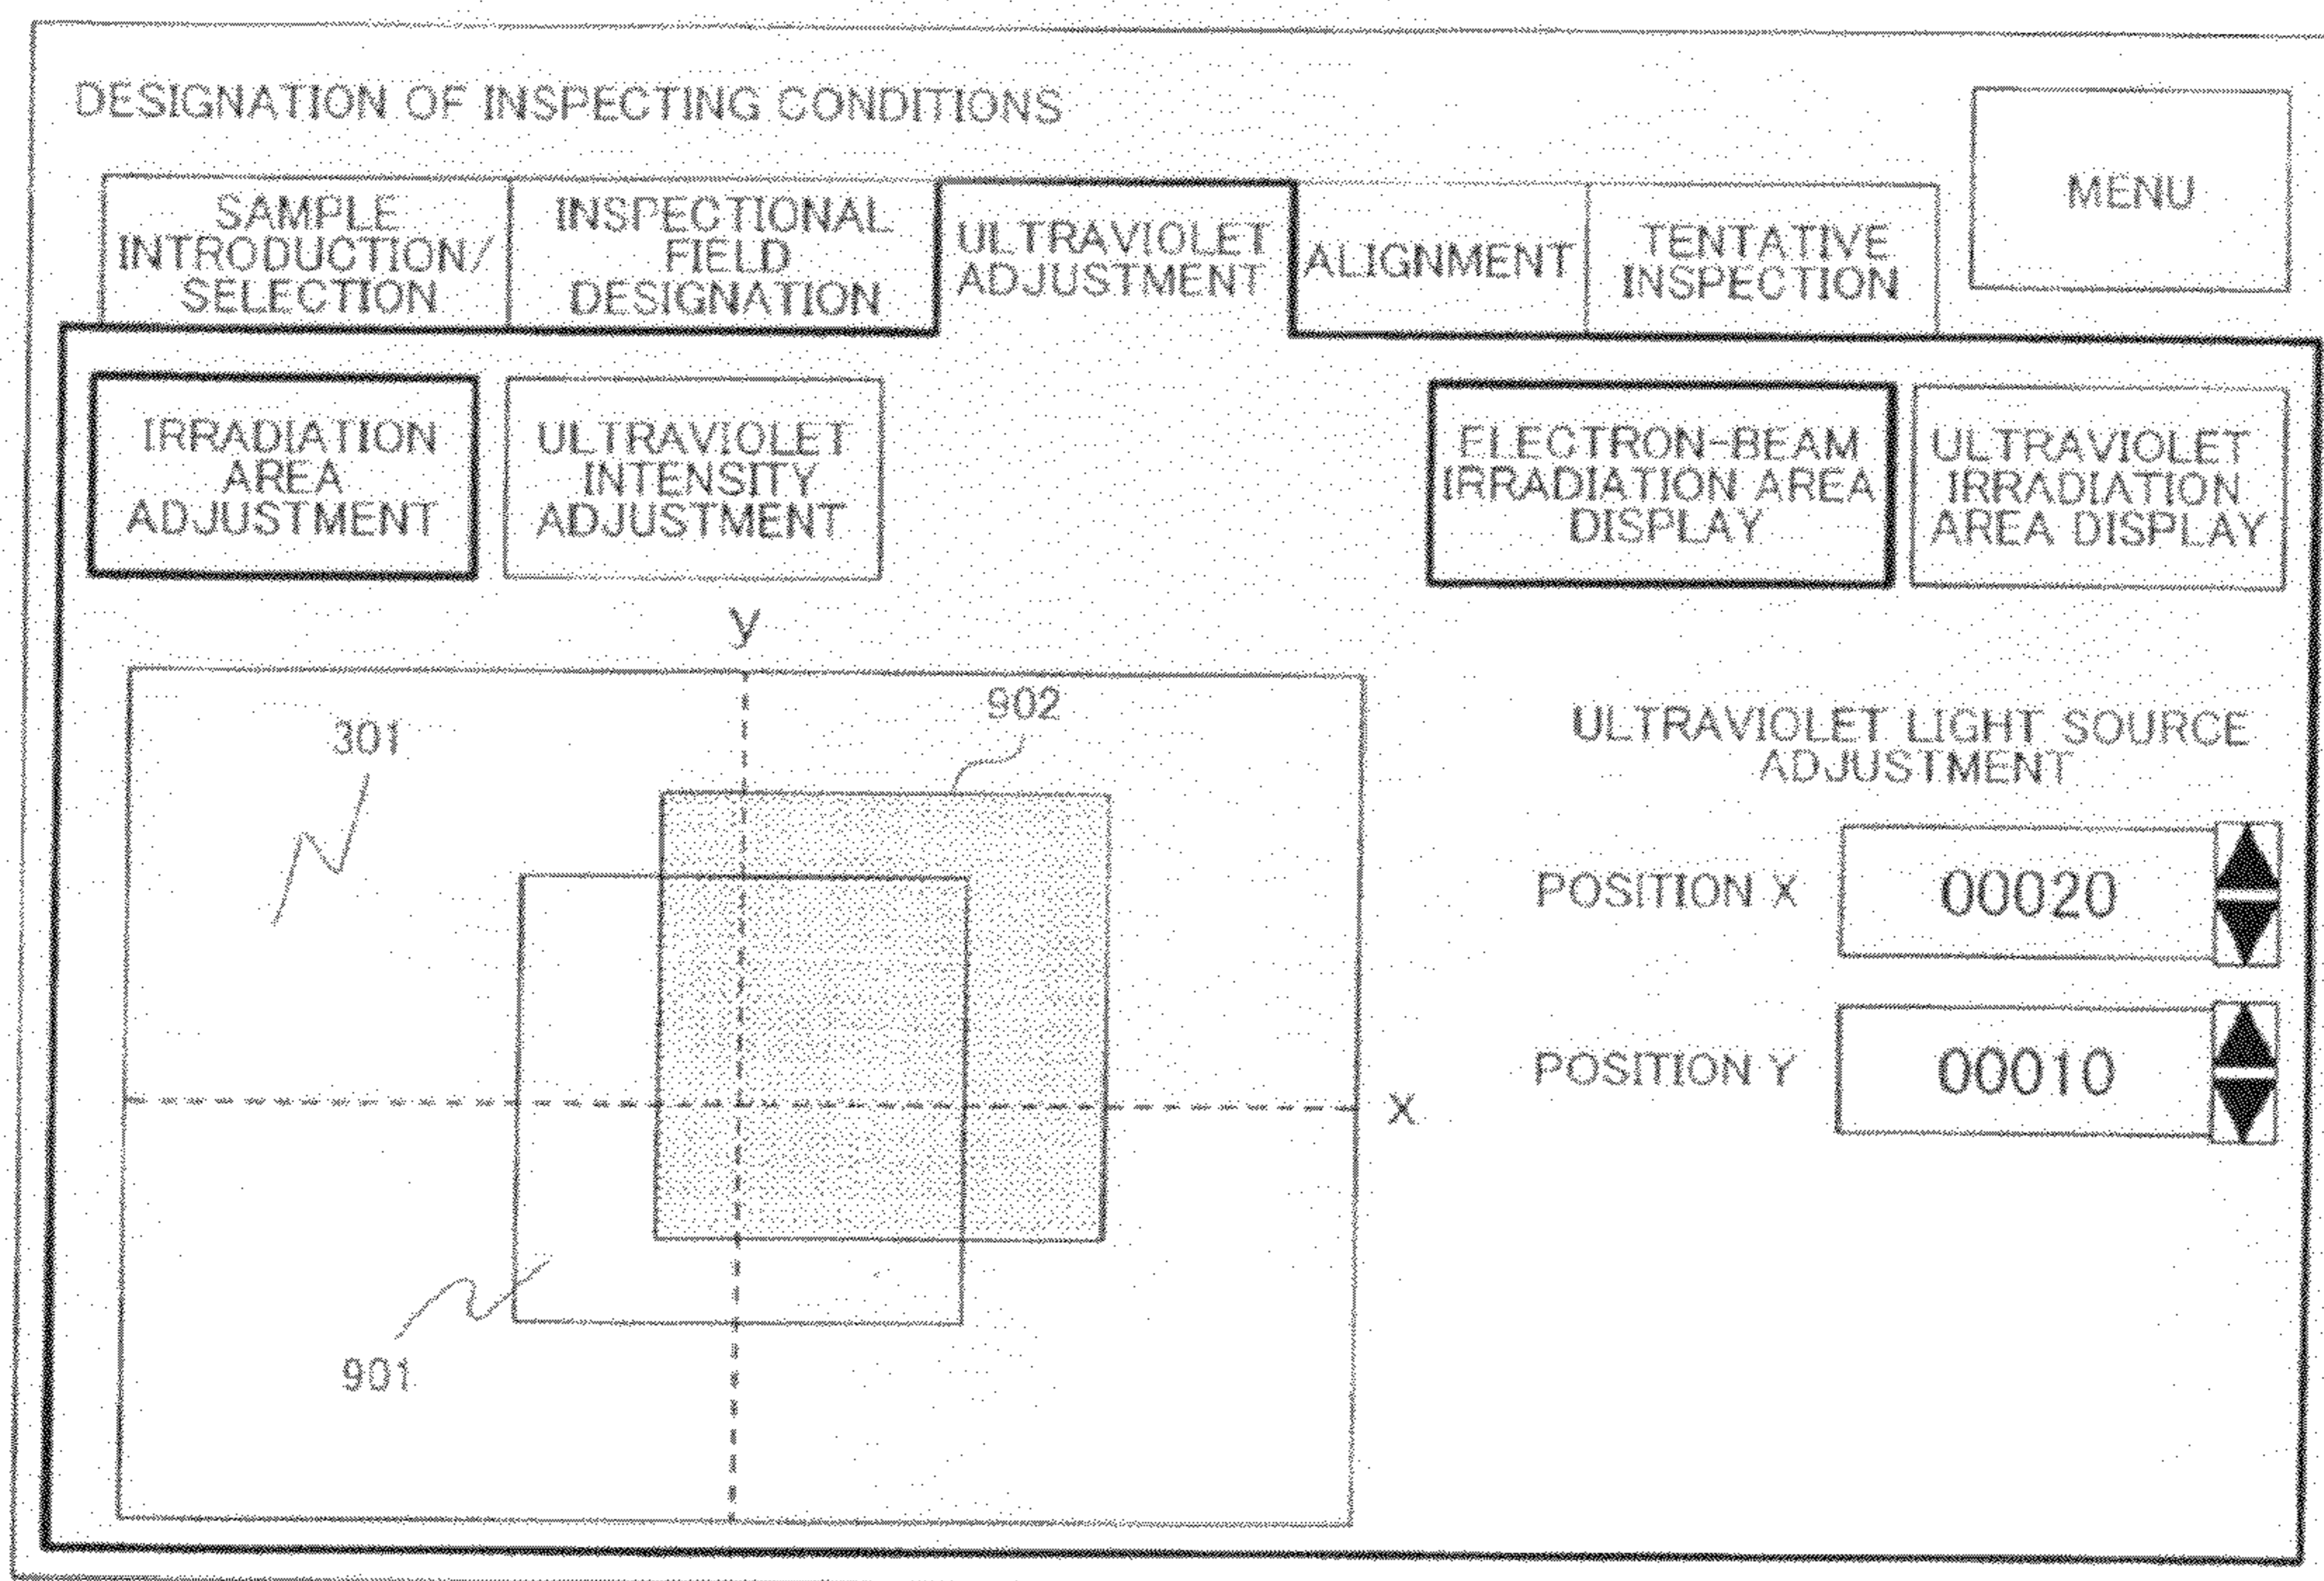 DESIGNATION OF INSPECTING CONDITIONS
MENU
SAMPLE
INTRODUCTION/
SELECTION
INSPECTIONAL
FIELD
DESIGNATION
ULTRAVIOLET
ADJUSTMENT
ALIGNMENT
TENTATIVE
INSPECTION
IRRADIATION
AREA
ADJUSTMENT
ULTRAVIOLET
INTENSITY
ADJUSTMENT
ELECTRON-BEAM
IRRADIATION AREA
DISPLAY
ULTRAVIOLET
IRRADIATION
AREA DISPLAY
y
301
902
ULTRAVIOLET LIGHT SOURCE
ADJUSTMENT
POSITION X 00020
POSITION Y 00010
x
901